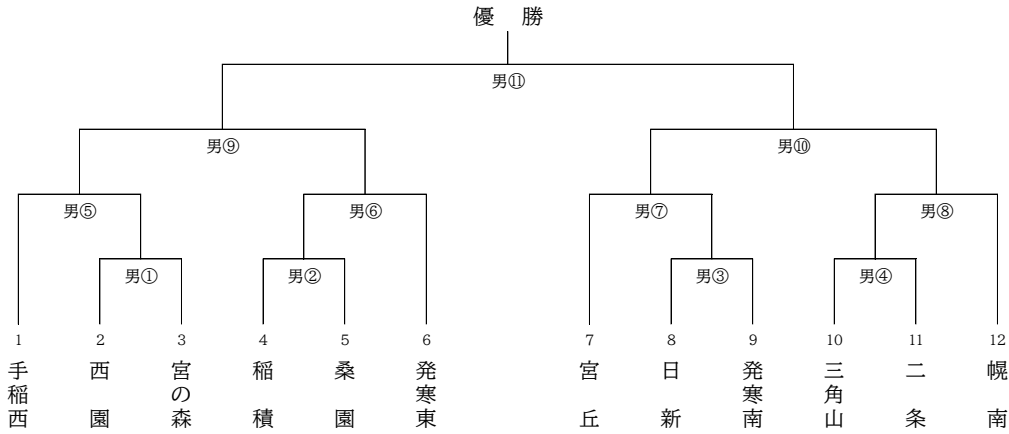 優 勝
男⑪
男⑨ 男⑩
男⑤ 男⑥ 男⑦ 男⑧
男① 男② 男③ 男④
1 2 3 4 5 6 7 8 9 10 11 12
手稲西
西園
宮の森
稲積
桑園
発寒東
宮丘
日新
発寒南
三角山
二条
幌南